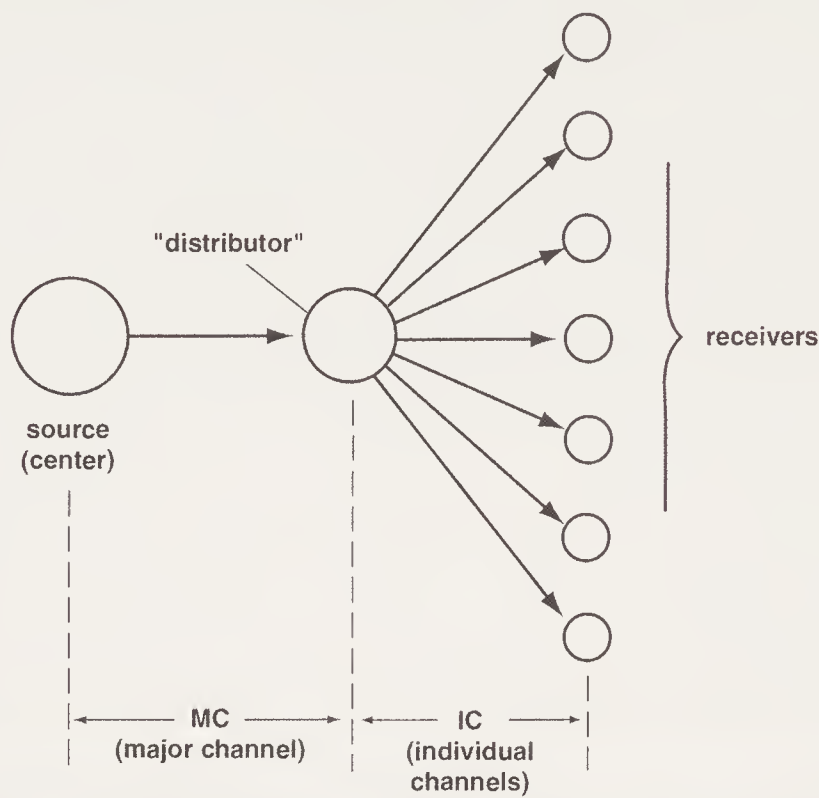 "distributor"
receivers
source
(center)
MC
(major channel)
IC
(individual
channels)